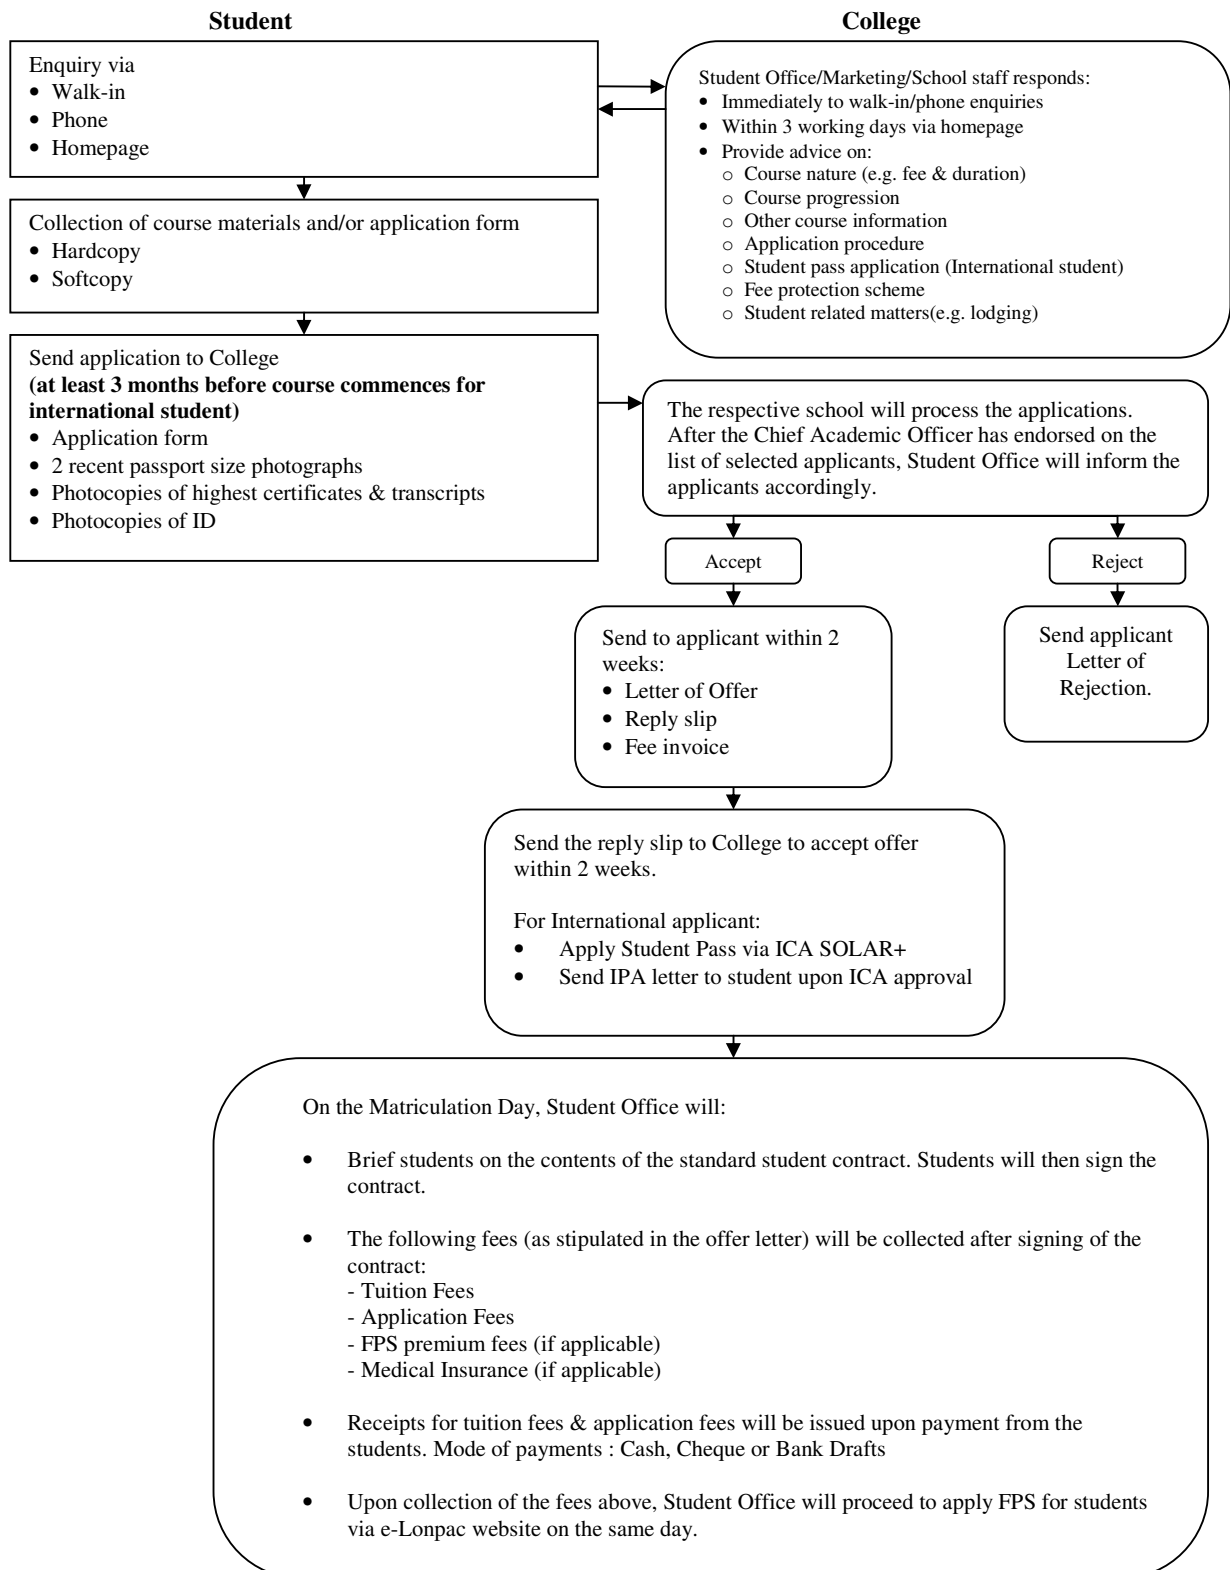 Student
College
Enquiry via
• Walk-in
• Phone
• Homepage
Student Office/Marketing/School staff responds:
• Immediately to walk-in/phone enquiries
• Within 3 working days via homepage
• Provide advice on:
o Course nature (e.g. fee & duration)
o Course progression
o Other course information
o Application procedure
o Student pass application (International student)
o Fee protection scheme
o Student related matters(e.g. lodging)
Collection of course materials and/or application form
• Hardcopy
• Softcopy
Send application to College
(at least 3 months before course commences for
international student)
• Application form
• 2 recent passport size photographs
• Photocopies of highest certificates & transcripts
• Photocopies of ID
The respective school will process the applications.
After the Chief Academic Officer has endorsed on the
list of selected applicants, Student Office will inform the
applicants accordingly.
Accept
Reject
Send to applicant within 2
weeks:
• Letter of Offer
• Reply slip
• Fee invoice
Send applicant
Letter of
Rejection.
Send the reply slip to College to accept offer
within 2 weeks.
For International applicant:
• Apply Student Pass via ICA SOLAR+
• Send IPA letter to student upon ICA approval
On the Matriculation Day, Student Office will:
• Brief students on the contents of the standard student contract. Students will then sign the
contract.
• The following fees (as stipulated in the offer letter) will be collected after signing of the
contract:
- Tuition Fees
- Application Fees
- FPS premium fees (if applicable)
- Medical Insurance (if applicable)
• Receipts for tuition fees & application fees will be issued upon payment from the
students. Mode of payments : Cash, Cheque or Bank Drafts
• Upon collection of the fees above, Student Office will proceed to apply FPS for students
via e-Lonpac website on the same day.